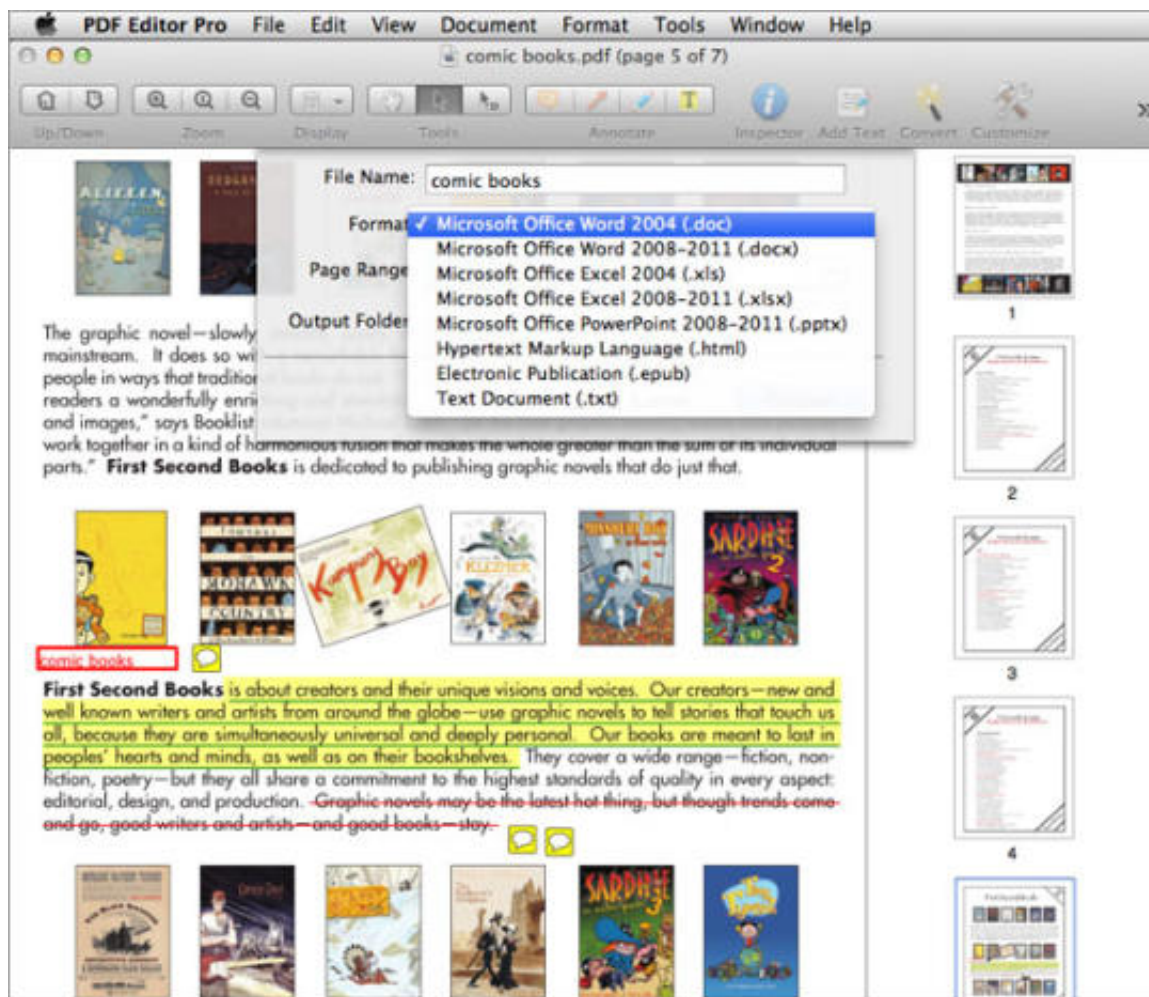 PDF Editor Pro File Edit View Document Format Tools Window Help
comic books.pdf (page 5 of 7)
Up/Down Zoom Display Tools Annotate Inspector Add Text Convert Customize
File Name: comic books
Format ✓ Microsoft Office Word 2004 (.doc)
Microsoft Office Word 2008-2011 (.docx)
Page Range
Microsoft Office Excel 2004 (.xls)
Microsoft Office Excel 2008-2011 (.xlsx)
Output Folder
Microsoft Office PowerPoint 2008-2011 (.pptx)
Hypertext Markup Language (.html)
Electronic Publication (.epub)
Text Document (.txt)
The graphic novel—slowly
mainstream. It does so wi
people in ways that tradition
readers a wonderfully enri
and images," says Booklist
work together in a kind of harmonious fusion that makes the whole greater than the sum of its individual
parts." First Second Books is dedicated to publishing graphic novels that do just that.
MOHAWK
COUNTRY
Kampung Boy
KLEZMER
SARDINE
2
comic books
First Second Books is about creators and their unique visions and voices. Our creators—new and
well known writers and artists from around the globe—use graphic novels to tell stories that touch us
all, because they are simultaneously universal and deeply personal. Our books are meant to last in
peoples' hearts and minds, as well as on their bookshelves. They cover a wide range—fiction, non-
fiction, poetry—but they all share a commitment to the highest standards of quality in every aspect:
editorial, design, and production. Graphic novels may be the latest hot thing, but though trends come
and go, good writers and artists—and good books—stay.
SARDINE
3
1
2
3
4